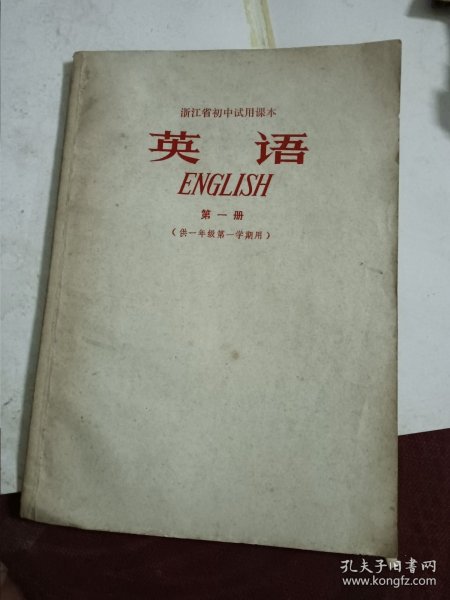 浙江省初中试用课本
英语
ENGLISH
第一册
（供一年级第一学期用）
孔夫子旧书网
www.kongfz.com